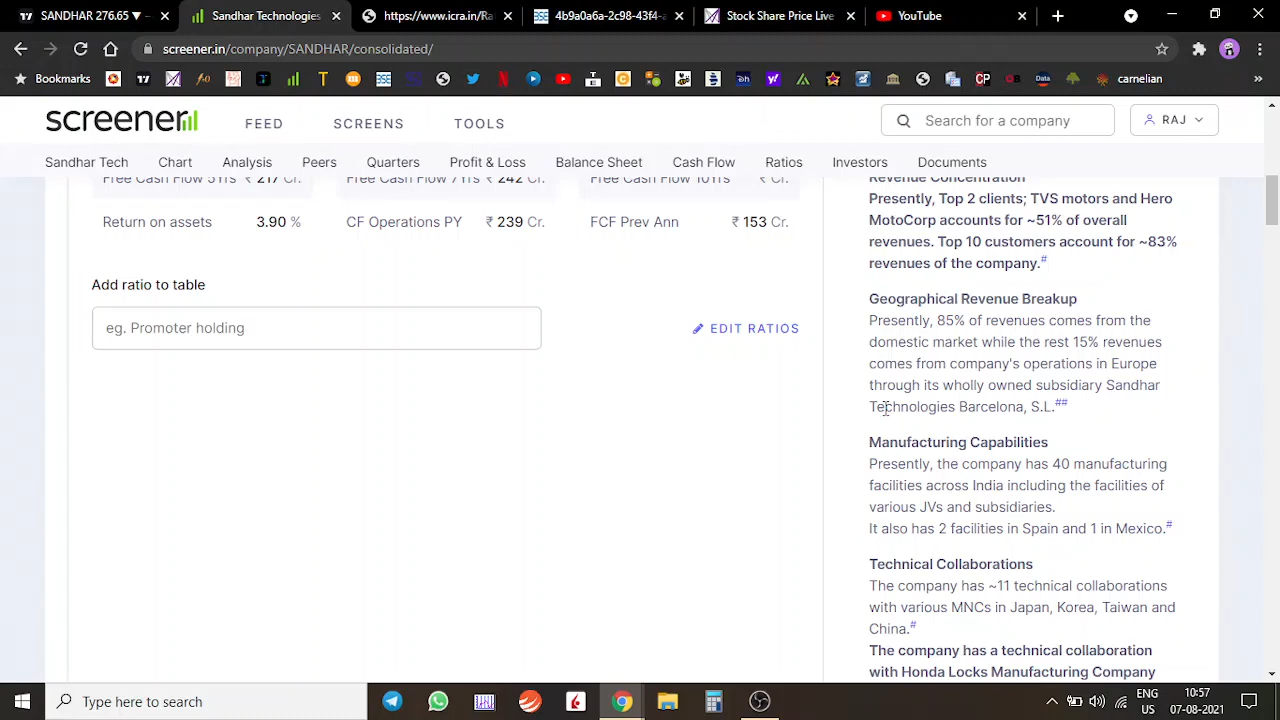 SANDHAR 276.65 ▼
Sandhar Technologies
https://www.icra.in/Ra
4b9a0a6a-2c98-43f4-a
Stock Share Price Live
YouTube
screener.in/company/SANDHAR/consolidated/
Bookmarks
carnelian
screener
FEED
SCREENS
TOOLS
Search for a company
RAJ
Sandhar Tech
Chart
Analysis
Peers
Quarters
Profit & Loss
Balance Sheet
Cash Flow
Ratios
Investors
Documents
Free Cash Flow 5Yrs ₹ 217 Cr.
Free Cash Flow 7Yrs ₹ 242 Cr.
Free Cash Flow 10Yrs ₹ Cr.
Return on assets 3.90 %
CF Operations PY ₹ 239 Cr.
FCF Prev Ann ₹ 153 Cr.
Add ratio to table
eg. Promoter holding
EDIT RATIOS
Revenue Concentration
Presently, Top 2 clients; TVS motors and Hero
MotoCorp accounts for ~51% of overall
revenues. Top 10 customers account for ~83%
revenues of the company.#
Geographical Revenue Breakup
Presently, 85% of revenues comes from the
domestic market while the rest 15% revenues
comes from company's operations in Europe
through its wholly owned subsidiary Sandhar
Technologies Barcelona, S.L.##
Manufacturing Capabilities
Presently, the company has 40 manufacturing
facilities across India including the facilities of
various JVs and subsidiaries.
It also has 2 facilities in Spain and 1 in Mexico.#
Technical Collaborations
The company has ~11 technical collaborations
with various MNCs in Japan, Korea, Taiwan and
China.#
The company has a technical collaboration
with Honda Locks Manufacturing Company
Type here to search
ENG
US
10:57
07-08-2021